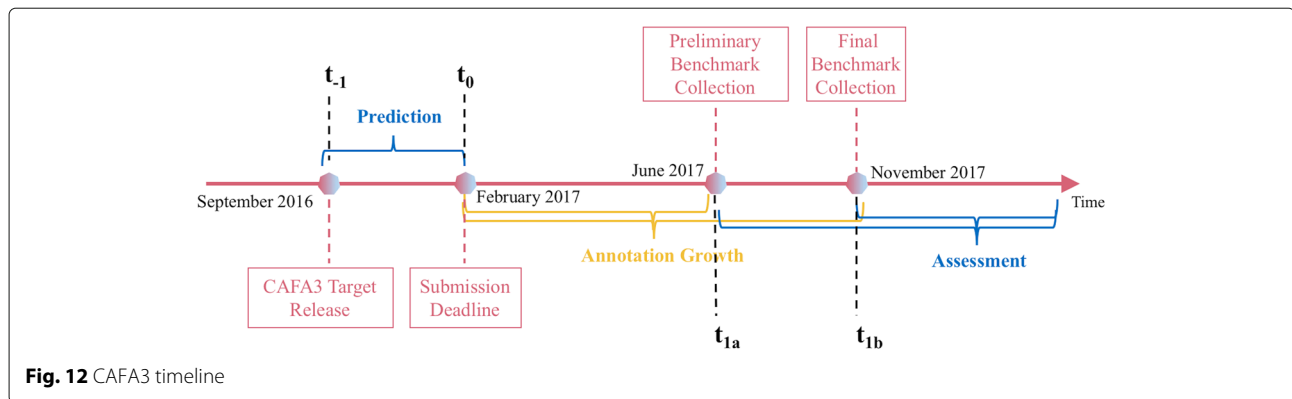 Preliminary
Benchmark
Collection
Final
Benchmark
Collection
t-1
t0
Prediction
June 2017
November 2017
September 2016
February 2017
Time
Annotation Growth
Assessment
CAFA3 Target
Release
Submission
Deadline
t1a
t1b
Fig. 12 CAFA3 timeline